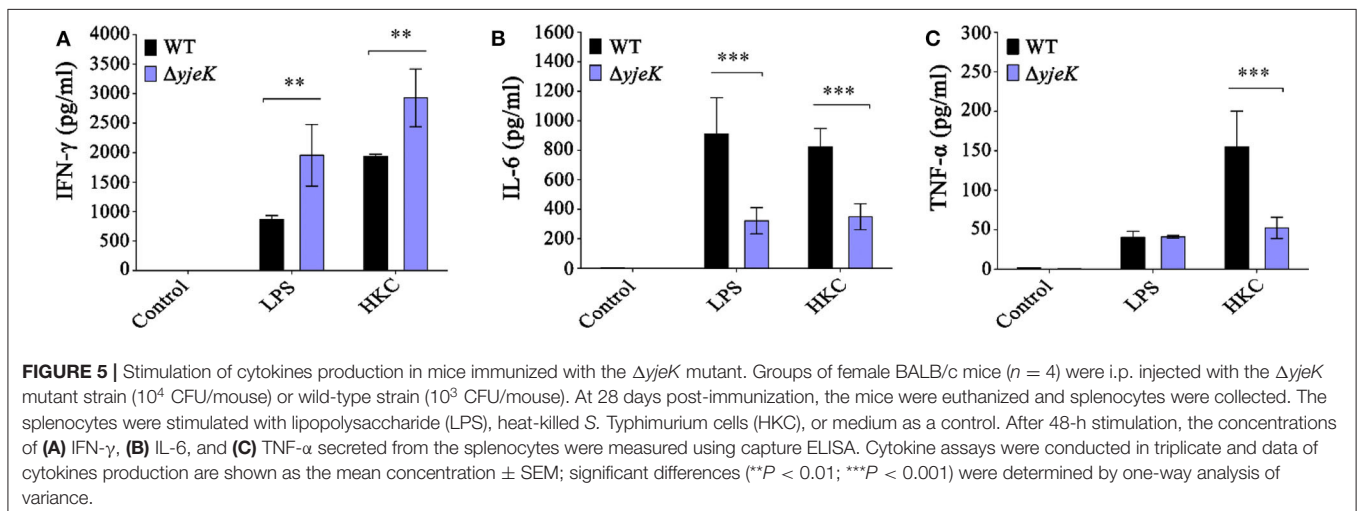 A
WT
ΔyjeK
IFN-γ (pg/ml)
4000
3500
3000
2500
2000
1500
1000
500
0
**
**
Control
LPS
HKC
B
WT
ΔyjeK
IL-6 (pg/ml)
1600
1400
1200
1000
800
600
400
200
0
***
***
Control
LPS
HKC
C
WT
ΔyjeK
TNF-α (pg/ml)
300
250
200
150
100
50
0
***
Control
LPS
HKC
FIGURE 5 | Stimulation of cytokines production in mice immunized with the ΔyjeK mutant. Groups of female BALB/c mice (n = 4) were i.p. injected with the ΔyjeK
mutant strain (10⁴ CFU/mouse) or wild-type strain (10³ CFU/mouse). At 28 days post-immunization, the mice were euthanized and splenocytes were collected. The
splenocytes were stimulated with lipopolysaccharide (LPS), heat-killed S. Typhimurium cells (HKC), or medium as a control. After 48-h stimulation, the concentrations
of (A) IFN-γ, (B) IL-6, and (C) TNF-α secreted from the splenocytes were measured using capture ELISA. Cytokine assays were conducted in triplicate and data of
cytokines production are shown as the mean concentration ± SEM; significant differences (**P < 0.01; ***P < 0.001) were determined by one-way analysis of
variance.